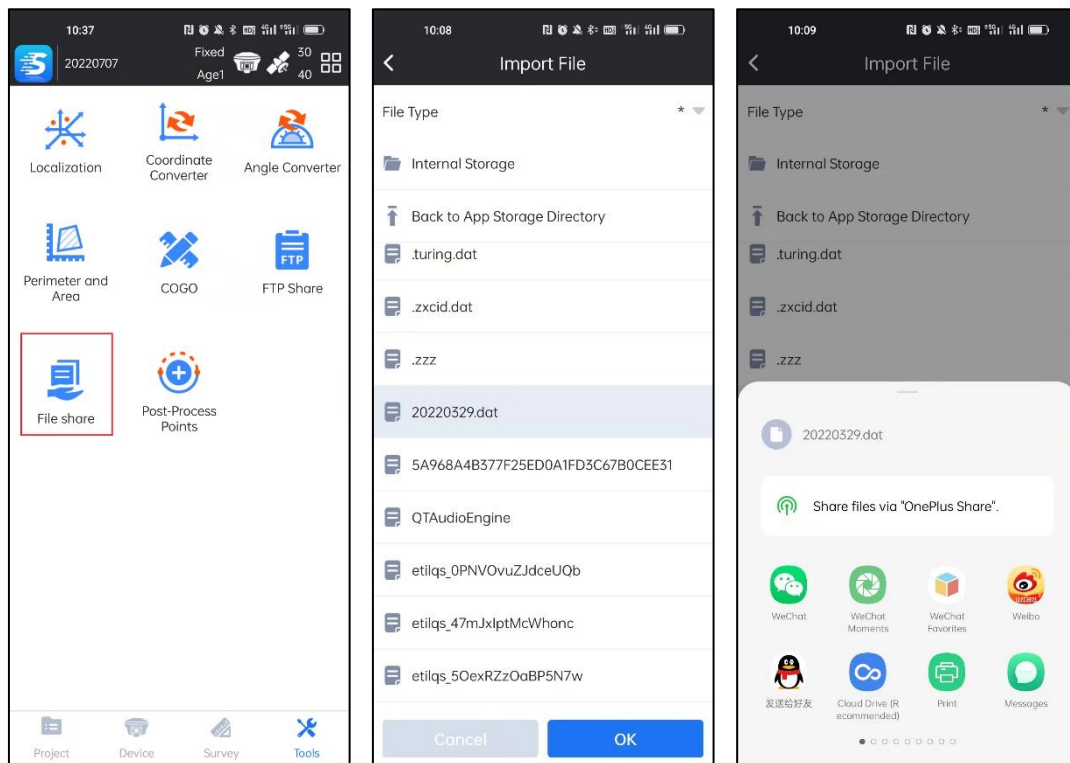 10:37
20220707
Fixed
Age1
30
40
Localization
Coordinate
Converter
Angle Converter
Perimeter and
Area
COGO
FTP
FTP Share
File share
Post-Process
Points
Project
Device
Survey
Tools
10:08
Import File
File Type
*
Internal Storage
Back to App Storage Directory
.turing.dat
.zxcid.dat
.zzz
20220329.dat
5A968A4B377F25ED0A1FD3C67B0CEE31
QTAudioEngine
etilqs_0PNVOvuZJdceUQb
etilqs_47mJxIptMcWhonc
etilqs_5OexRZzOaBP5N7w
Cancel
OK
10:09
Import File
File Type
*
Internal Storage
Back to App Storage Directory
.turing.dat
.zxcid.dat
.zzz
20220329.dat
Share files via "OnePlus Share".
WeChat
WeChat
Moments
WeChat
Favorites
Weibo
发送给好友
Cloud Drive (R
ecommended)
Print
Messages